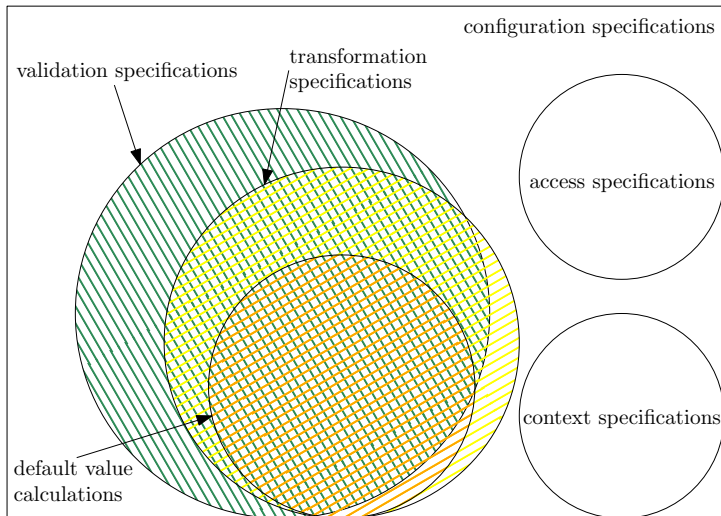 configuration specifications
validation specifications
transformation
specifications
access specifications
context specifications
default value
calculations